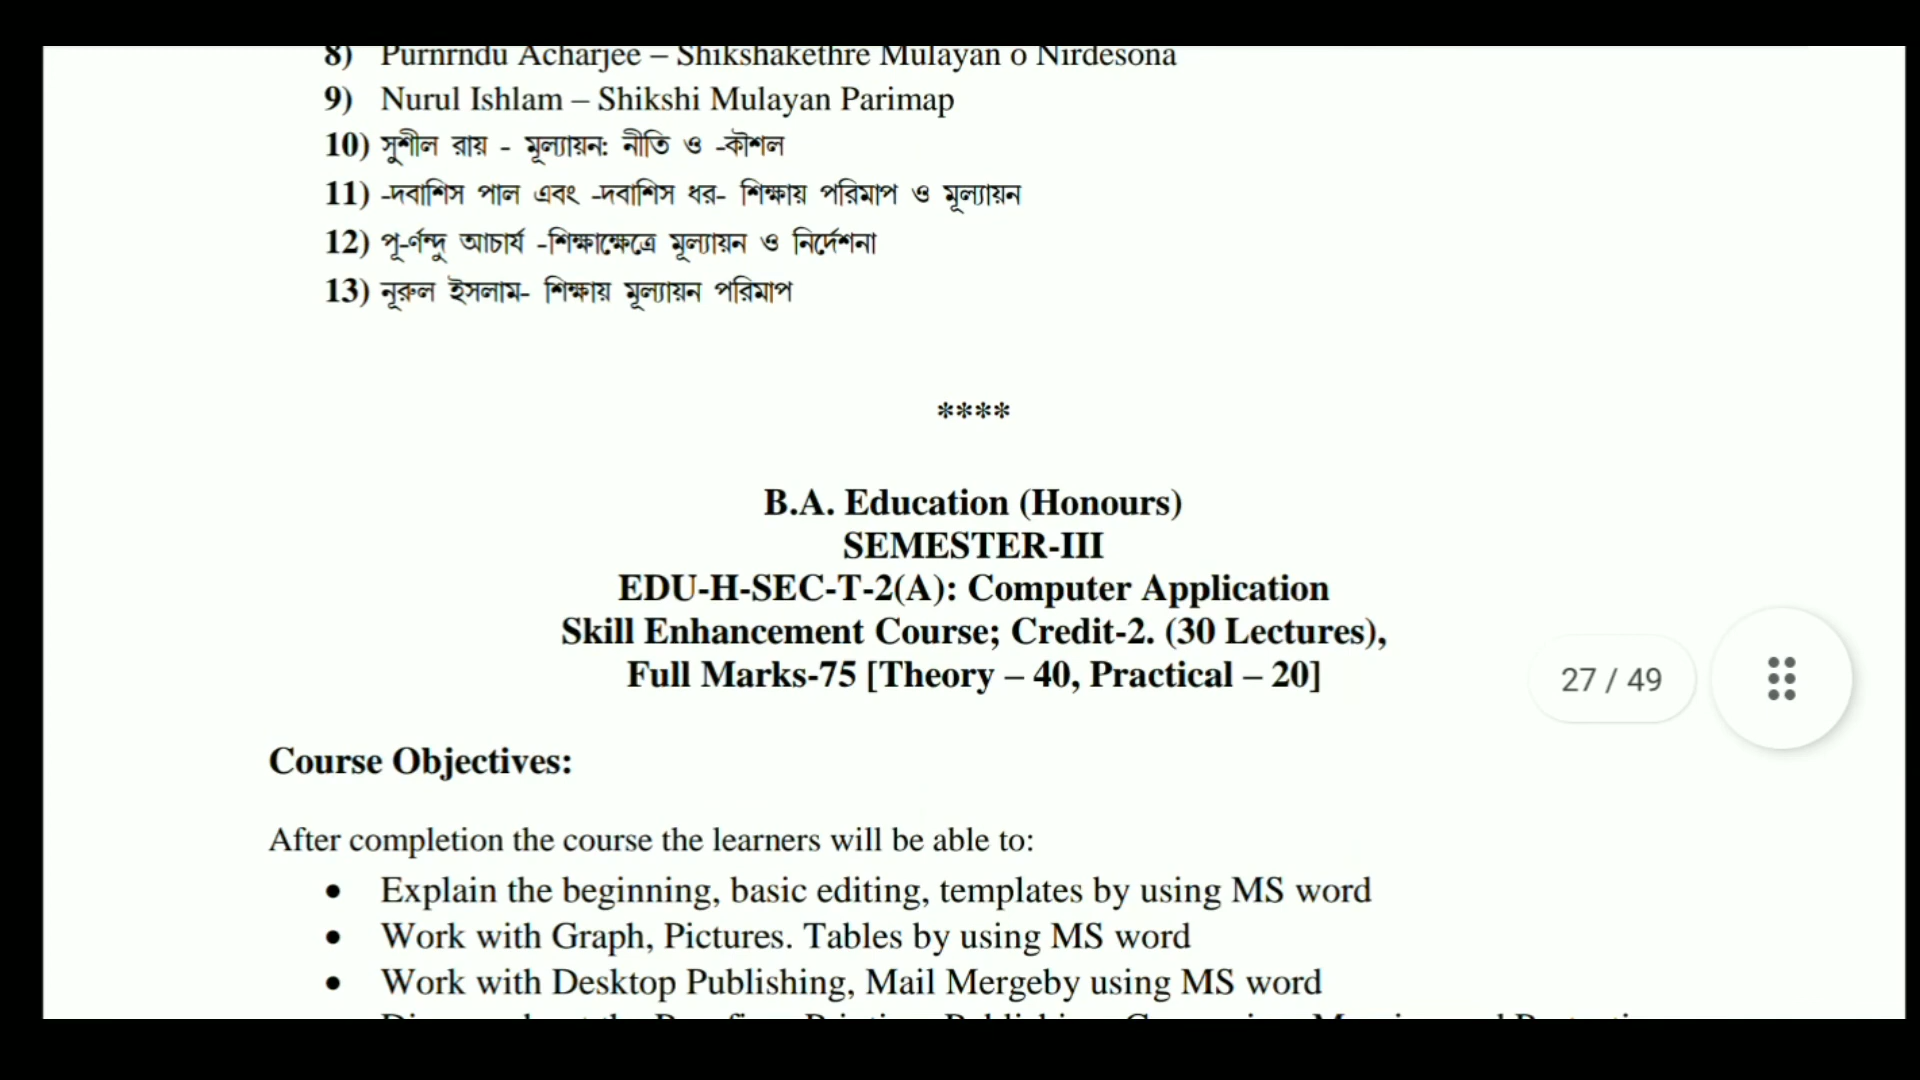 8) Purnrndu Acharjee – Shikshakethre Mulayan o Nirdesona
9) Nurul Ishlam – Shikshi Mulayan Parimap
10) সুশীল রায় - মূল্যায়ন: নীতি ও -কৗশল
11) -দবাশিস পাল এবং -দবাশিস ধর- শিক্ষায় পরিমাপ ও মূল্যায়ন
12) পূ-র্ণন্দু আচার্য -শিক্ষাক্ষেত্রে মূল্যায়ন ও নির্দেশনা
13) নূরুল ইসলাম- শিক্ষায় মূল্যায়ন পরিমাপ
****
B.A. Education (Honours)
SEMESTER-III
EDU-H-SEC-T-2(A): Computer Application
Skill Enhancement Course; Credit-2. (30 Lectures),
Full Marks-75 [Theory – 40, Practical – 20]
27 / 49
Course Objectives:
After completion the course the learners will be able to:
• Explain the beginning, basic editing, templates by using MS word
• Work with Graph, Pictures. Tables by using MS word
• Work with Desktop Publishing, Mail Mergeby using MS word